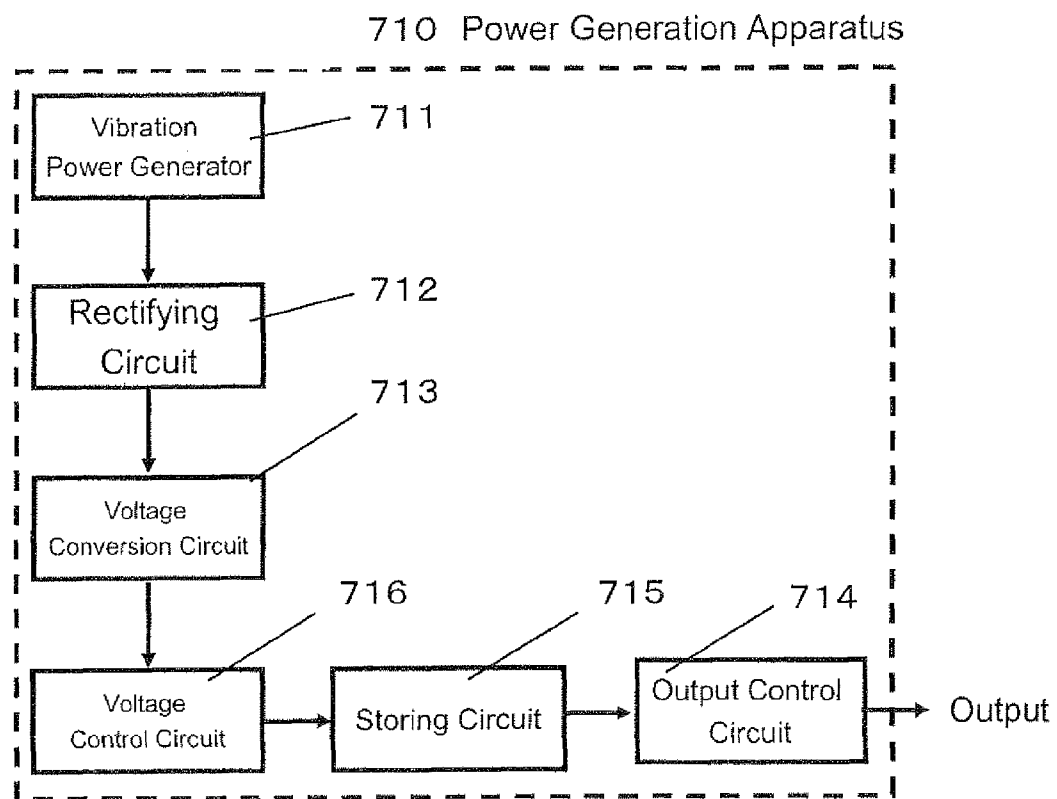 710 Power Generation Apparatus
Vibration
Power Generator
711
Rectifying
Circuit
712
713
Voltage
Conversion Circuit
716
715
714
Voltage
Control Circuit
Storing Circuit
Output Control
Circuit
Output